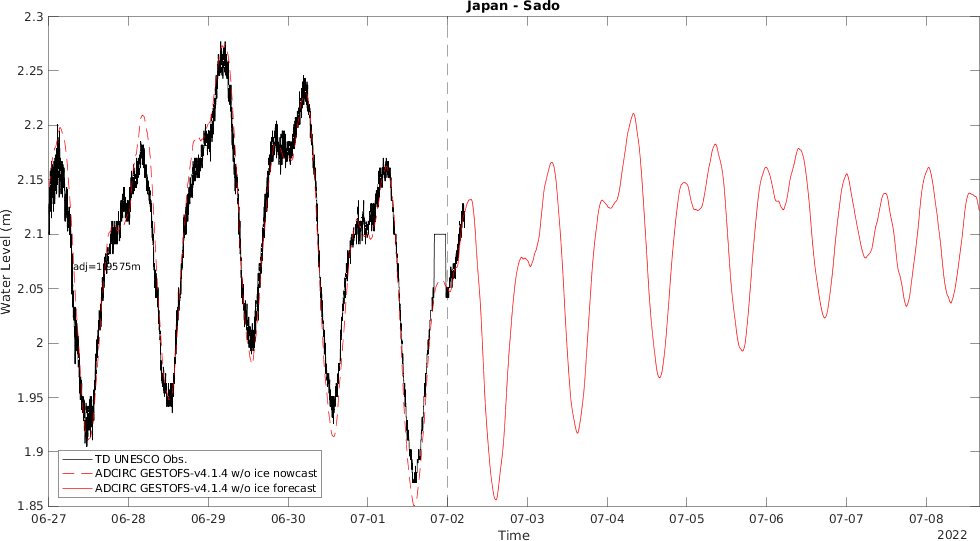 Japan - Sado
2.3
2.25
2.2
2.15
2.1
2.05
2
1.95
1.9
1.85
Water Level (m)
adj=1.9575m
TD UNESCO Obs.
ADCIRC GESTOFS-v4.1.4 w/o ice nowcast
ADCIRC GESTOFS-v4.1.4 w/o ice forecast
06-27 06-28 06-29 06-30 07-01 07-02 07-03 07-04 07-05 07-06 07-07 07-08
Time
2022